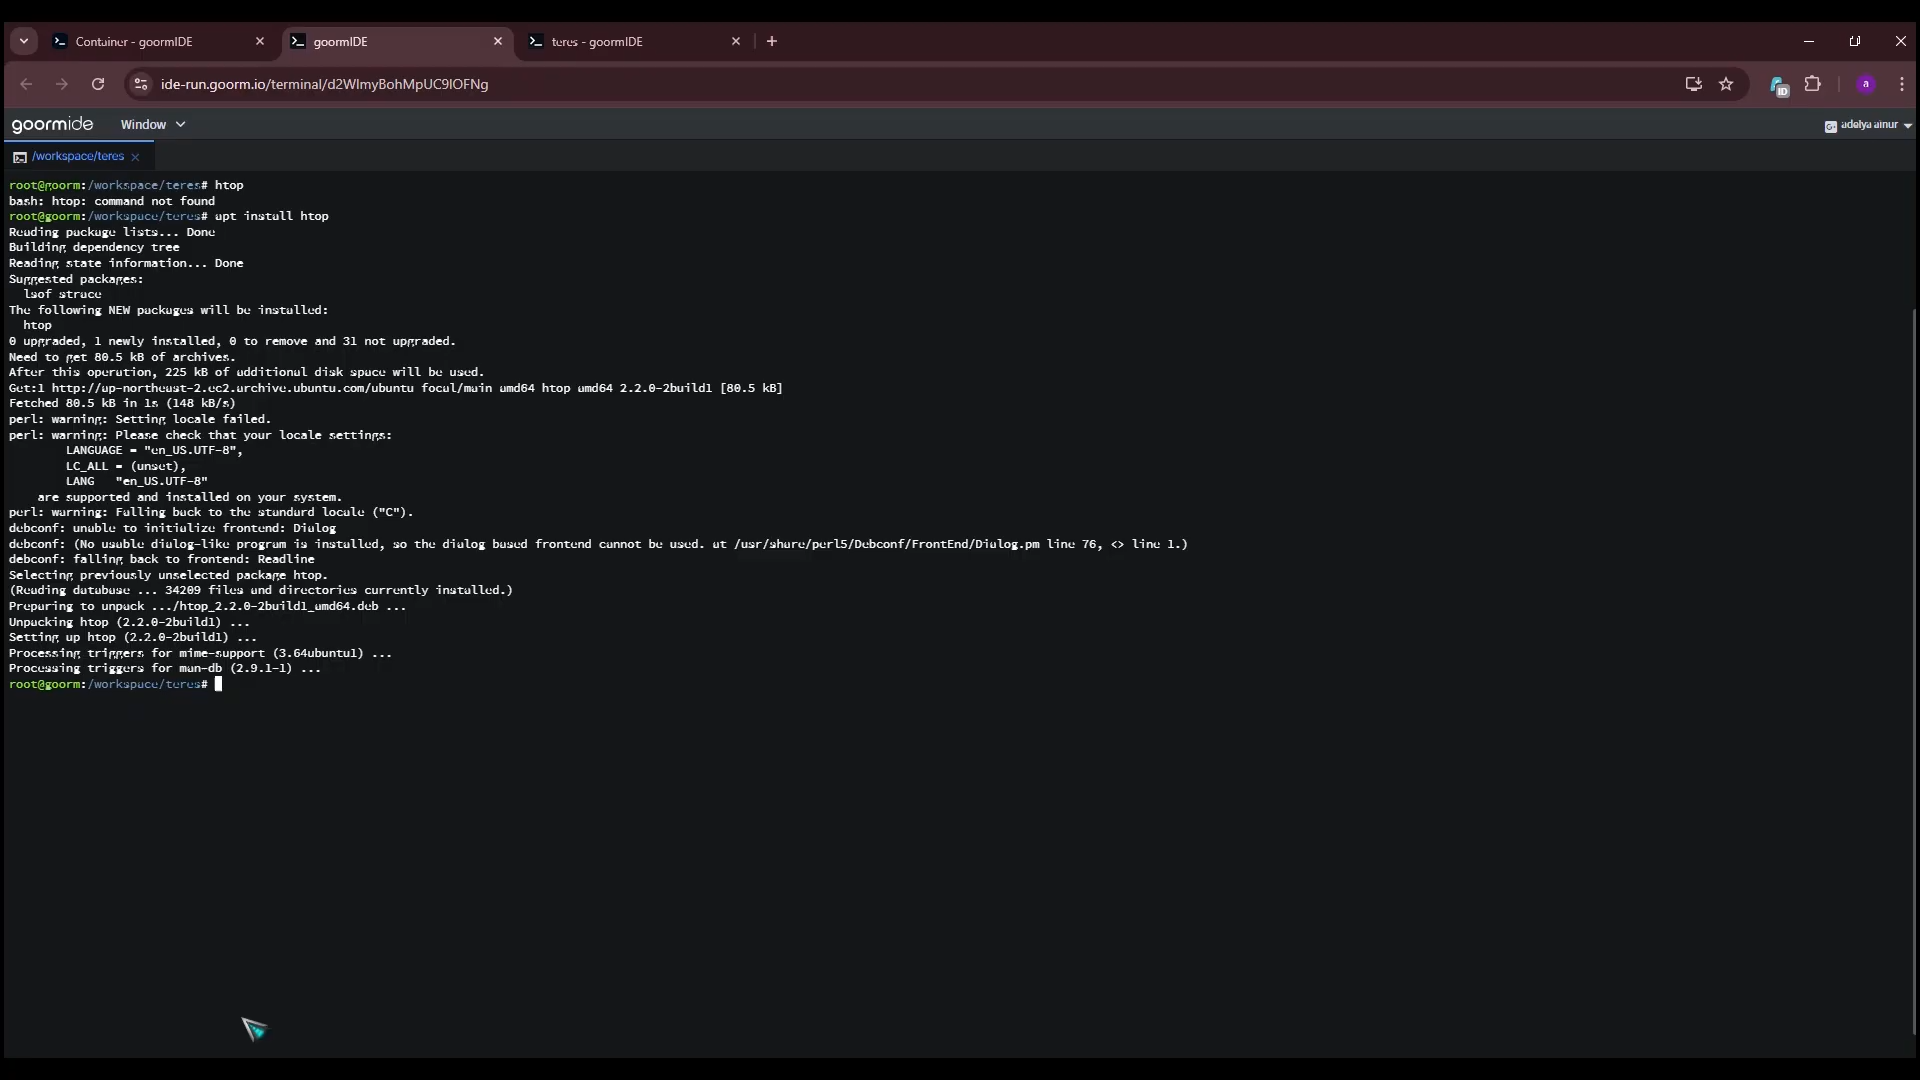 Container - goormIDE
goormIDE
teres - goormIDE
ide-run.goorm.io/terminal/d2WlmyBohMpUC9lOFNg
ID
a
goormide Window
adelya ainur
/workspace/teres
root@goorm:/workspace/teres# htop
bash: htop: command not found
root@goorm:/workspace/teres# apt install htop
Reading package lists... Done
Building dependency tree
Reading state information... Done
Suggested packages:
lsof strace
The following NEW packages will be installed:
htop
0 upgraded, 1 newly installed, 0 to remove and 31 not upgraded.
Need to get 80.5 kB of archives.
After this operation, 225 kB of additional disk space will be used.
Get:1 http://ap-northeast-2.ec2.archive.ubuntu.com/ubuntu focal/main amd64 htop amd64 2.2.0-2build1 [80.5 kB]
Fetched 80.5 kB in 1s (148 kB/s)
perl: warning: Setting locale failed.
perl: warning: Please check that your locale settings:
LANGUAGE = "en_US.UTF-8",
LC_ALL = (unset),
LANG "en_US.UTF-8"
are supported and installed on your system.
perl: warning: Falling back to the standard locale ("C").
debconf: unable to initialize frontend: Dialog
debconf: (No usable dialog-like program is installed, so the dialog based frontend cannot be used. at /usr/share/perl5/Debconf/FrontEnd/Dialog.pm line 76, <> line 1.)
debconf: falling back to frontend: Readline
Selecting previously unselected package htop.
(Reading database ... 34209 files and directories currently installed.)
Preparing to unpack .../htop_2.2.0-2build1_amd64.deb ...
Unpacking htop (2.2.0-2build1) ...
Setting up htop (2.2.0-2build1) ...
Processing triggers for mime-support (3.64ubuntu1) ...
Processing triggers for man-db (2.9.1-1) ...
root@goorm:/workspace/teres#